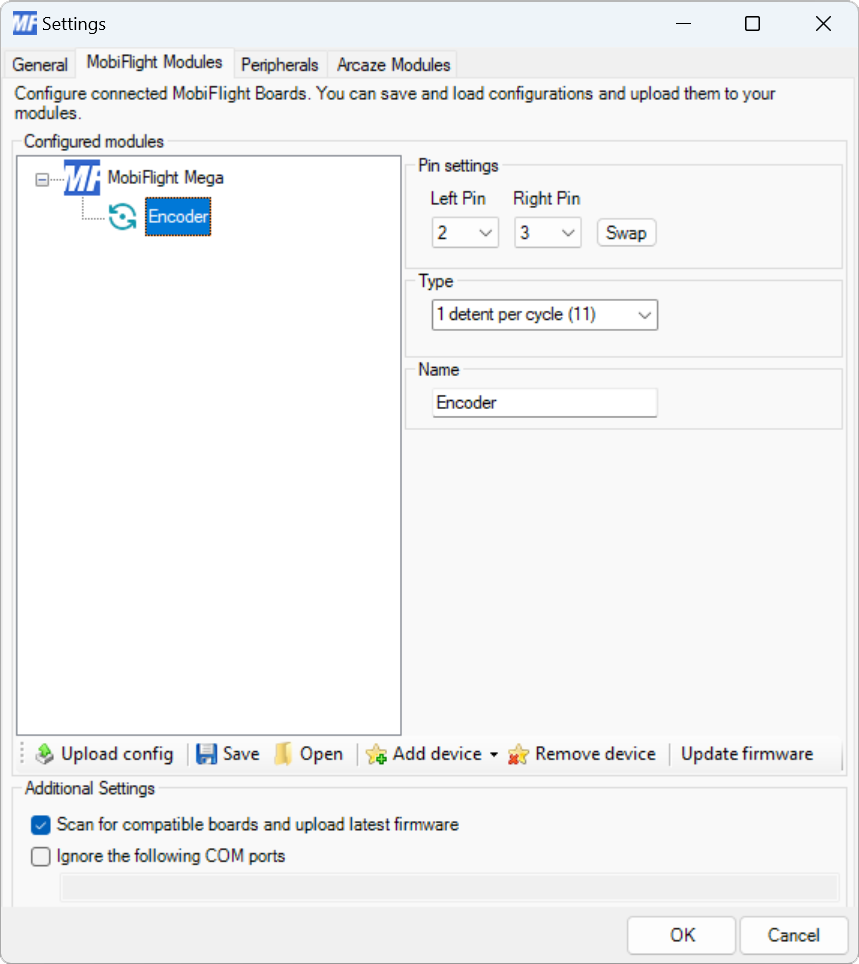 MF Settings
General MobiFlight Modules Peripherals Arcaze Modules
Configure connected MobiFlight Boards. You can save and load configurations and upload them to your
modules.
Configured modules
MF MobiFlight Mega
Encoder
Pin settings
Left Pin Right Pin
2 3 Swap
Type
1 detent per cycle (11)
Name
Encoder
Upload config Save Open Add device Remove device Update firmware
Additional Settings
Scan for compatible boards and upload latest firmware
Ignore the following COM ports
OK Cancel